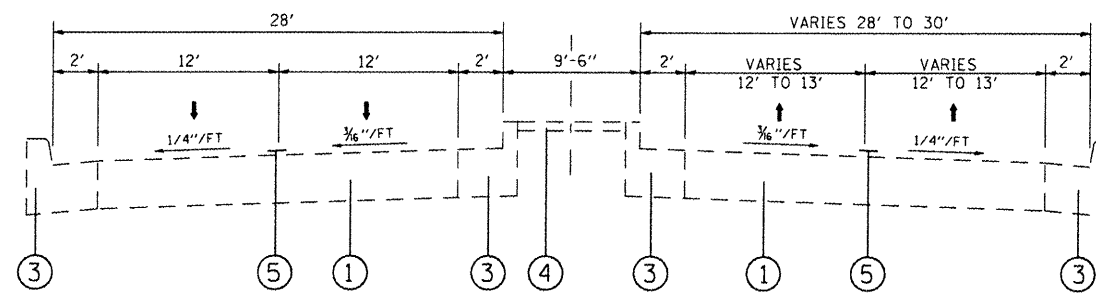 28' VARIES 28' TO 30'
2' 12' 12' 2' 9'-6" 2' VARIES 12' TO 13' VARIES 12' TO 13' 2'
1/4"/FT 3/16"/FT 3/16"/FT 1/4"/FT
3 5 1 3 4 3 1 5 3